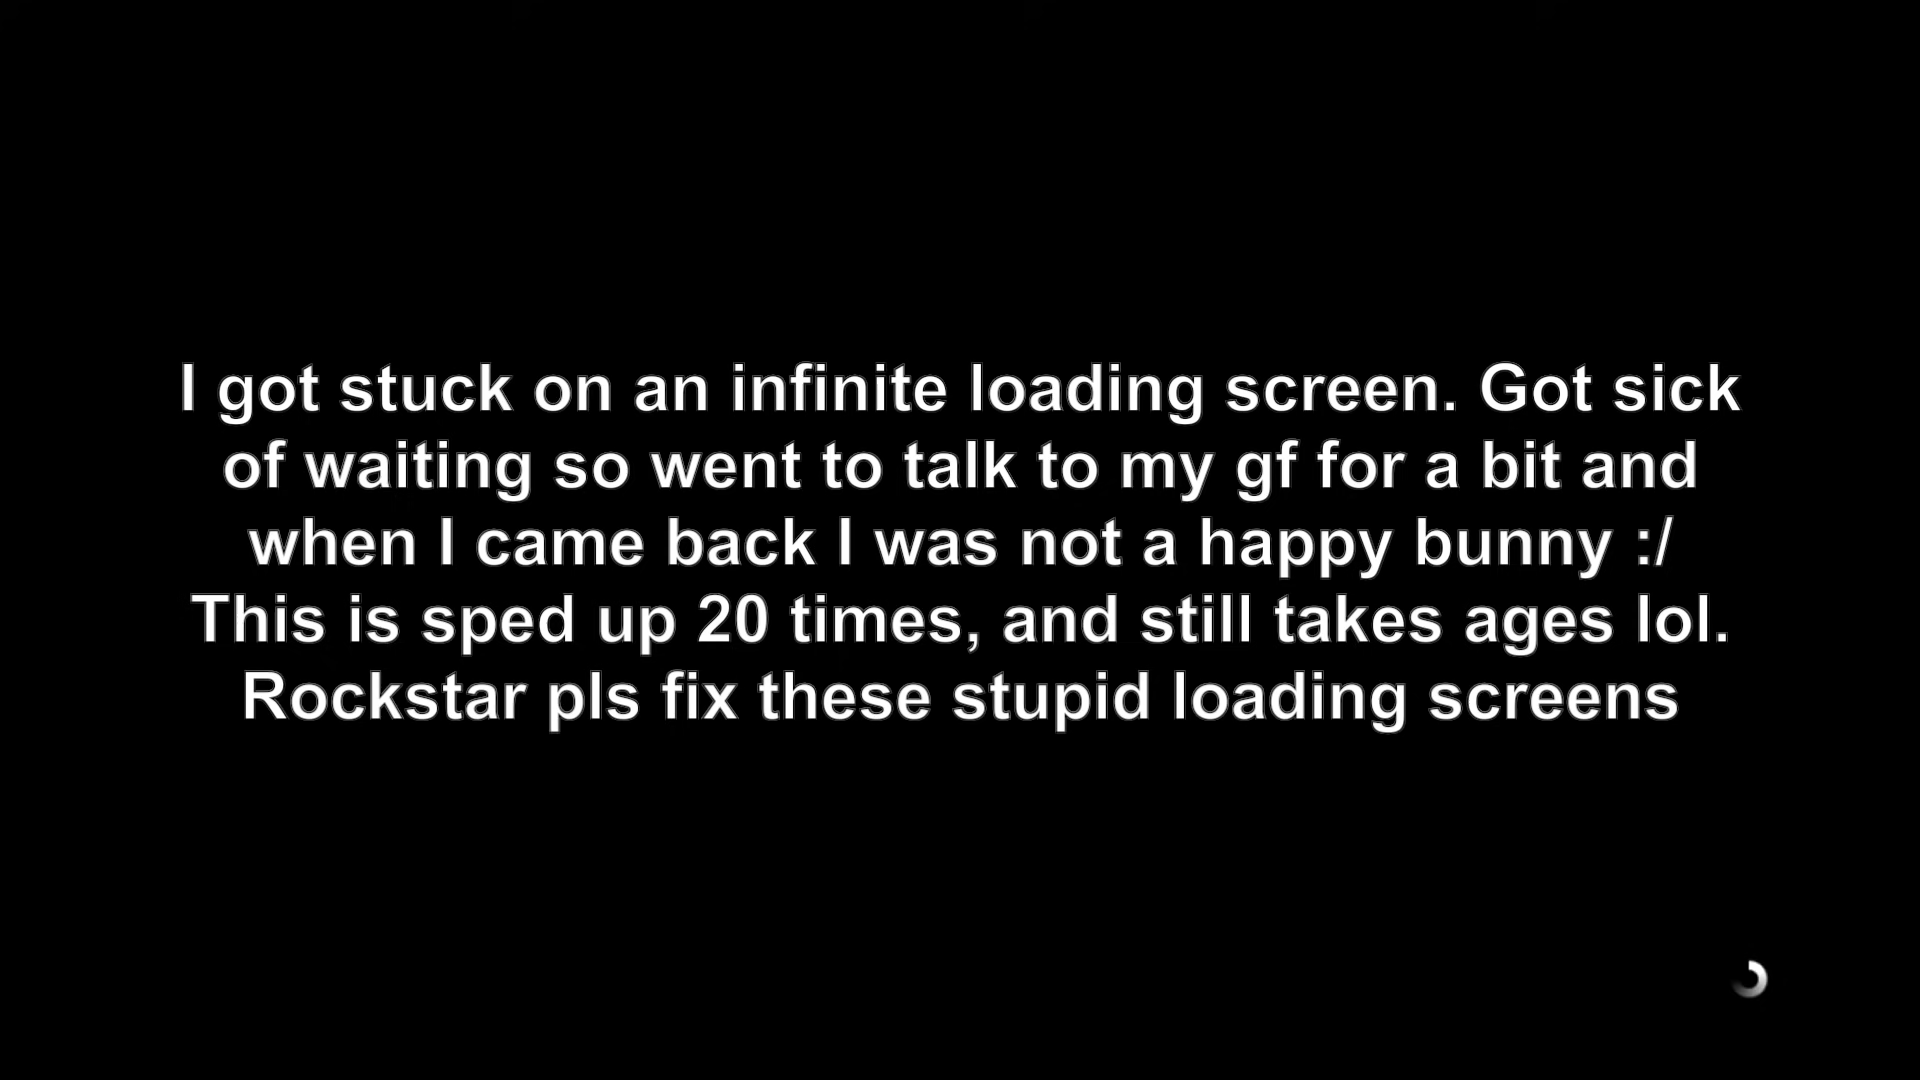 I got stuck on an infinite loading screen. Got sick
of waiting so went to talk to my gf for a bit and
when I came back I was not a happy bunny :/
This is sped up 20 times, and still takes ages lol.
Rockstar pls fix these stupid loading screens